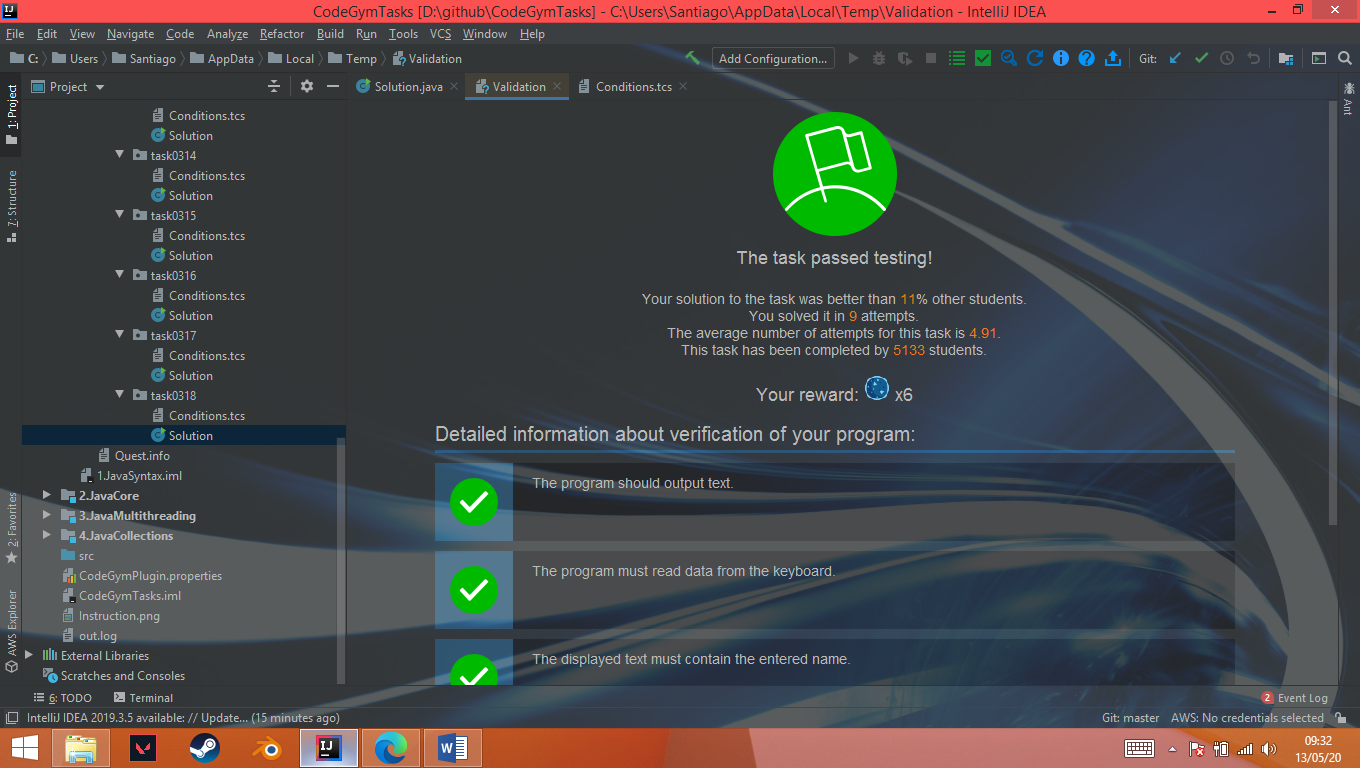 CodeGymTasks [D:\github\CodeGymTasks] - C:\Users\Santiago\AppData\Local\Temp\Validation - IntelliJ IDEA
File Edit View Navigate Code Analyze Refactor Build Run Tools VCS Window Help
C: Users Santiago AppData Local Temp Validation Add Configuration... Git:
Project Solution.java Validation Conditions.tcs
1: Project
7: Structure
2: Favorites
AWS Explorer
Conditions.tcs
Solution
task0314
Conditions.tcs
Solution
task0315
Conditions.tcs
Solution
task0316
Conditions.tcs
Solution
task0317
Conditions.tcs
Solution
task0318
Conditions.tcs
Solution
Quest.info
1.JavaSyntax.iml
2.JavaCore
3.JavaMultithreading
4.JavaCollections
src
CodeGymPlugin.properties
CodeGymTasks.iml
Instruction.png
out.log
External Libraries
Scratches and Consoles
The task passed testing!
Your solution to the task was better than 11% other students.
You solved it in 9 attempts.
The average number of attempts for this task is 4.91.
This task has been completed by 5133 students.
Your reward: x6
Detailed information about verification of your program:
The program should output text.
The program must read data from the keyboard.
The displayed text must contain the entered name.
Ant
6: TODO Terminal 2 Event Log
IntelliJ IDEA 2019.3.5 available: // Update... (15 minutes ago) Git: master AWS: No credentials selected
09:32
13/05/20